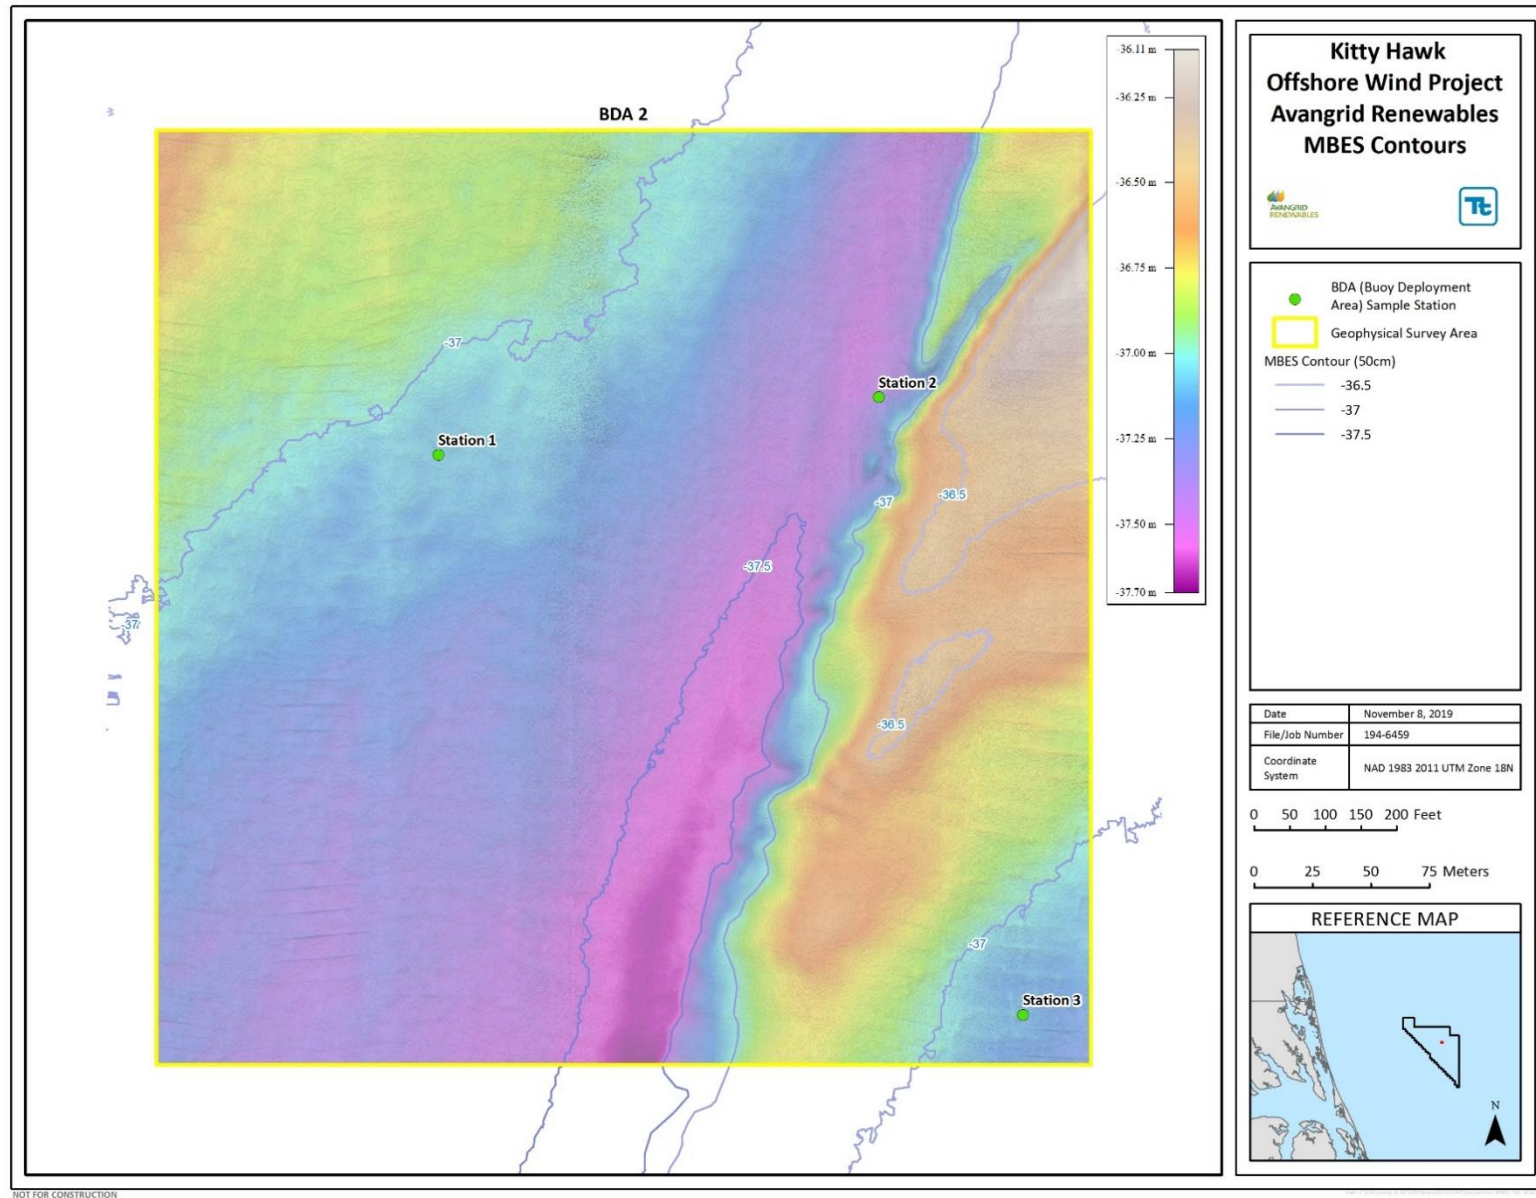 BDA 2
-37
Station 1
Station 2
-37
-36.5
-37.5
-37
-36.5
-37
Station 3
-36.11 m
-36.25 m
-36.50 m
-36.75 m
-37.00 m
-37.25 m
-37.50 m
-37.70 m
Kitty Hawk
Offshore Wind Project
Avangrid Renewables
MBES Contours
AVANGRID
RENEWABLES
Tt
BDA (Buoy Deployment
Area) Sample Station
Geophysical Survey Area
MBES Contour (50cm)
-36.5
-37
-37.5
Date November 8, 2019
File/Job Number 194-6459
Coordinate
System NAD 1983 2011 UTM Zone 18N
0 50 100 150 200 Feet
0 25 50 75 Meters
REFERENCE MAP
N
NOT FOR CONSTRUCTION